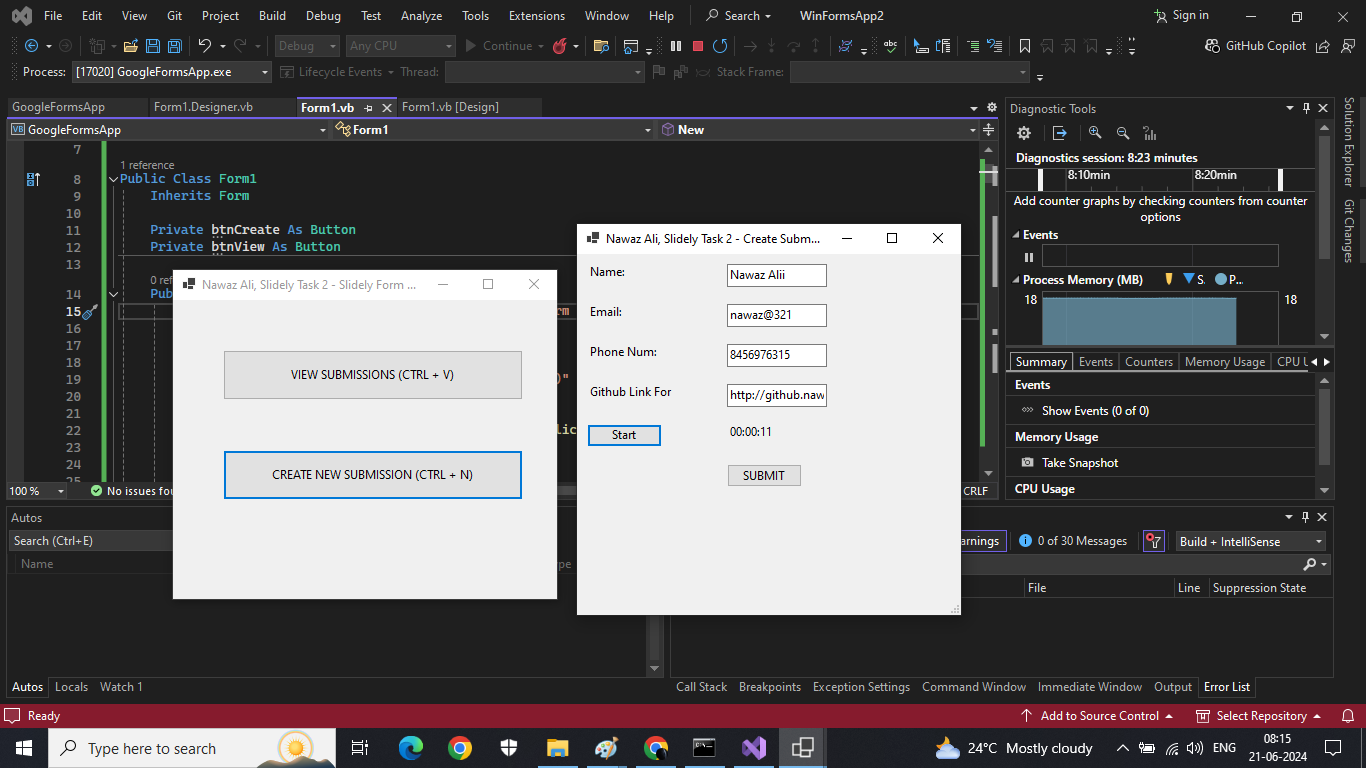 File Edit View Git Project Build Debug Test Analyze Tools Extensions Window Help Search WinFormsApp2 Sign in
Debug Any CPU Continue GitHub Copilot
Process: [17020] GoogleFormsApp.exe Lifecycle Events Thread: Stack Frame:
GoogleFormsApp Form1.Designer.vb Form1.vb Form1.vb [Design]
VB GoogleFormsApp Form1 New
7
1 reference
8 Public Class Form1
9 Inherits Form
10
11 Private btnCreate As Button
12 Private btnView As Button
13
0 ref
14 Pu
15 rm
16
17
18
19 )"
20
21
22 lic
23
24
25
100 % No issues fou CRLF
Nawaz Ali, Slidely Task 2 - Slidely Form ...
VIEW SUBMISSIONS (CTRL + V)
CREATE NEW SUBMISSION (CTRL + N)
Nawaz Ali, Slidely Task 2 - Create Subm...
Name: Nawaz Alii
Email: nawaz@321
Phone Num: 8456976315
Github Link For http://github.naw
Start 00:00:11
SUBMIT
Diagnostic Tools
Diagnostics session: 8:23 minutes
8:10min 8:20min
Add counter graphs by checking counters from counter
options
Events
Process Memory (MB) S. P...
18 18
Summary Events Counters Memory Usage CPU U
Events
Show Events (0 of 0)
Memory Usage
Take Snapshot
CPU Usage
Solution Explorer
Git Changes
Autos
Search (Ctrl+E)
Name ype
arnings 0 of 30 Messages Build + IntelliSense
File Line Suppression State
Autos Locals Watch 1
Call Stack Breakpoints Exception Settings Command Window Immediate Window Output Error List
Ready Add to Source Control Select Repository
Type here to search 24°C Mostly cloudy ENG 08:15
21-06-2024